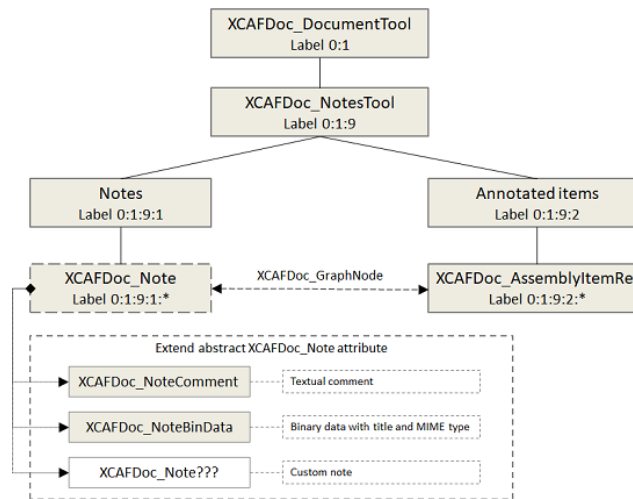 XCAFDoc_DocumentTool
Label 0:1
XCAFDoc_NotesTool
Label 0:1:9
Notes
Label 0:1:9:1
Annotated items
Label 0:1:9:2
XCAFDoc_Note
Label 0:1:9:1:*
XCAFDoc_GraphNode
XCAFDoc_AssemblyItemRe
Label 0:1:9:2:*
Extend abstract XCAFDoc_Note attribute
XCAFDoc_NoteComment
Textual comment
XCAFDoc_NoteBinData
Binary data with title and MIME type
XCAFDoc_Note???
Custom note